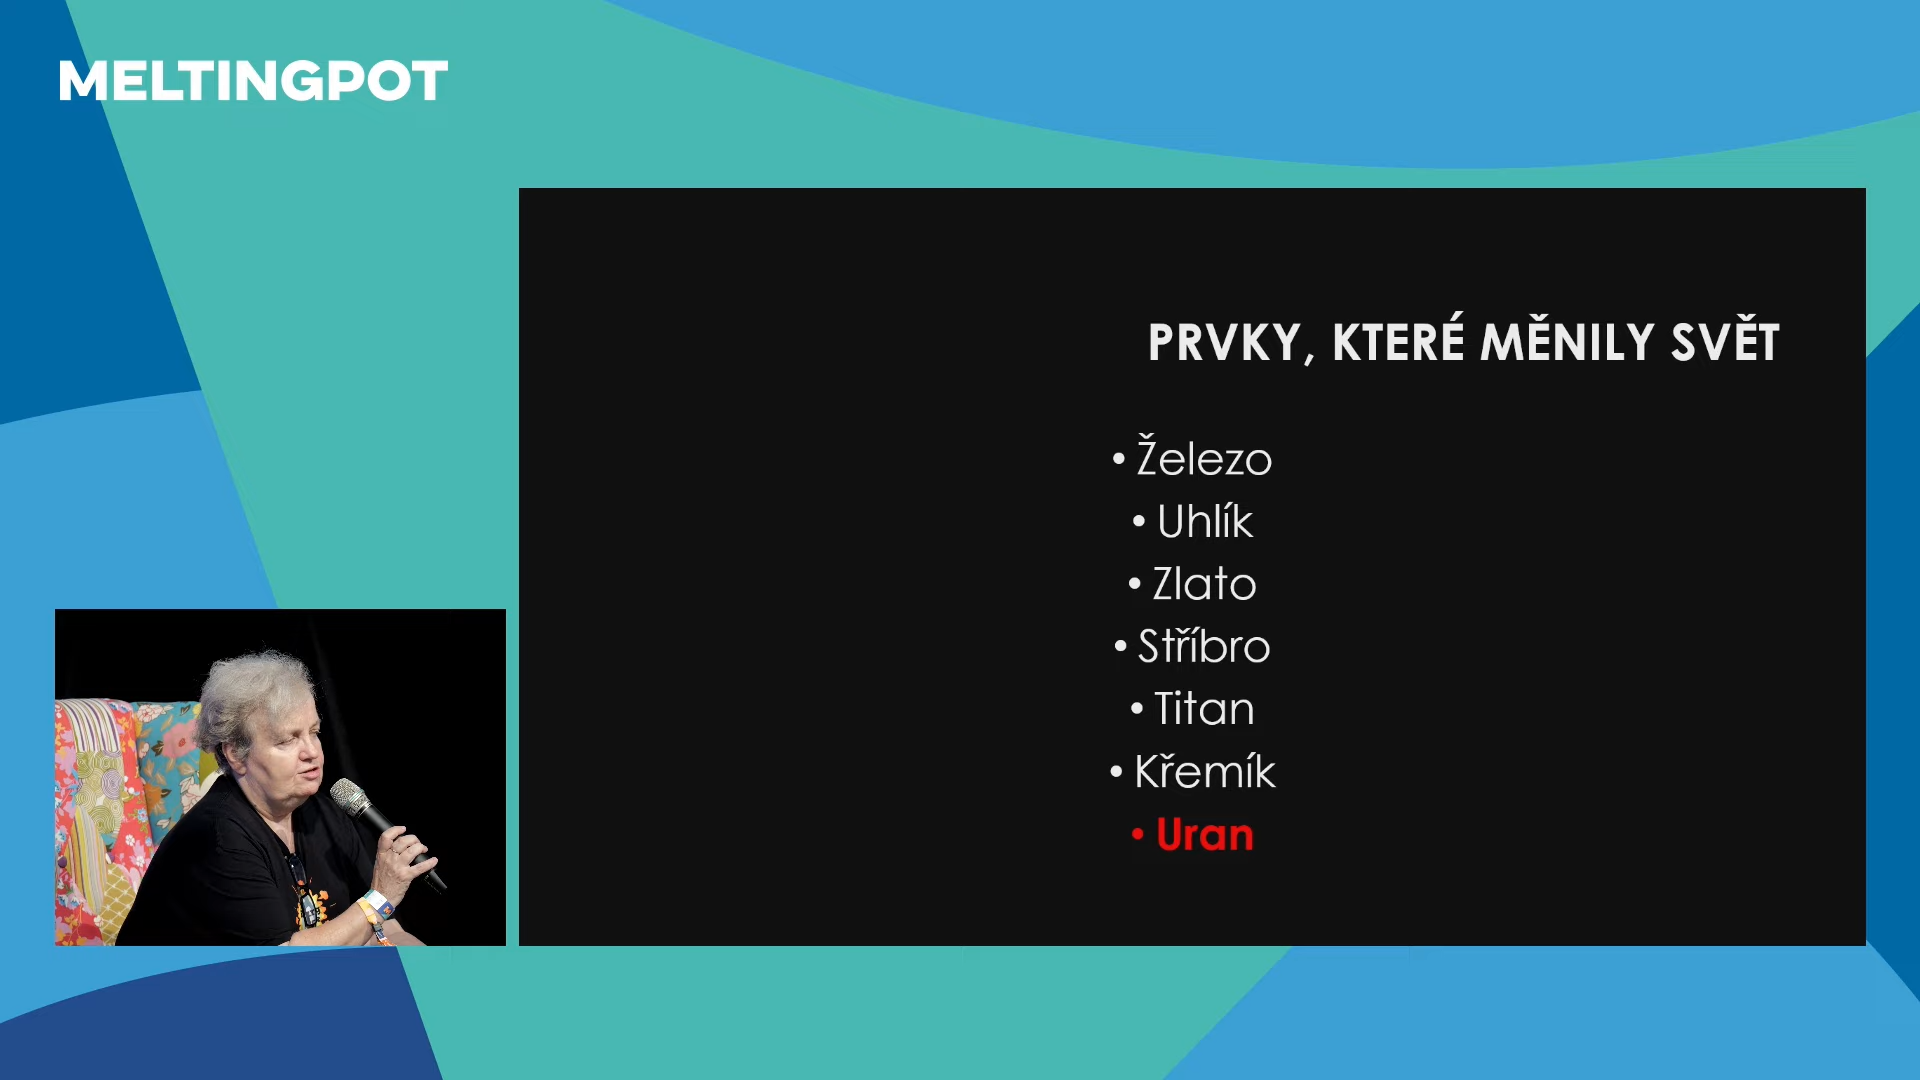 MELTINGPOT
PRVKY, KTERÉ MĚNILY SVĚT
• Železo
• Uhlík
• Zlato
• Stříbro
• Titan
• Křemík
• Uran